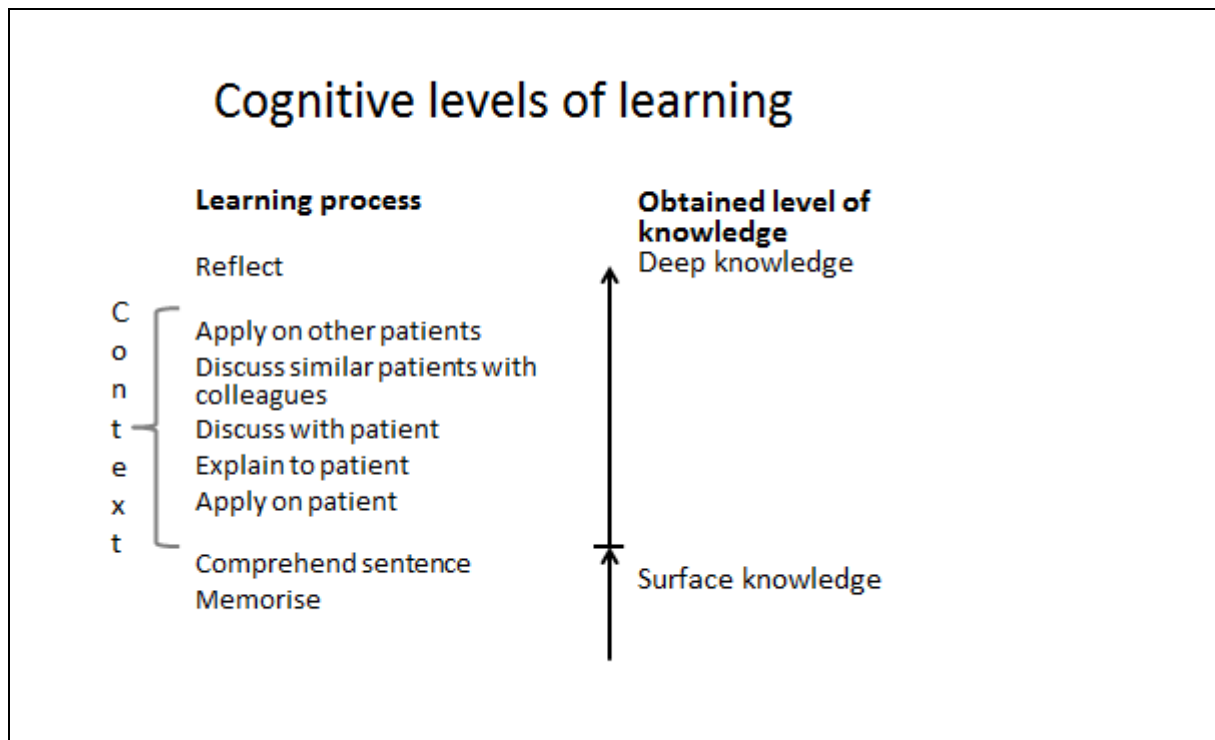 Cognitive levels of learning
Learning process
Reflect
Context
Apply on other patients
Discuss similar patients with
colleagues
Discuss with patient
Explain to patient
Apply on patient
Comprehend sentence
Memorise
Obtained level of
knowledge
Deep knowledge
Surface knowledge